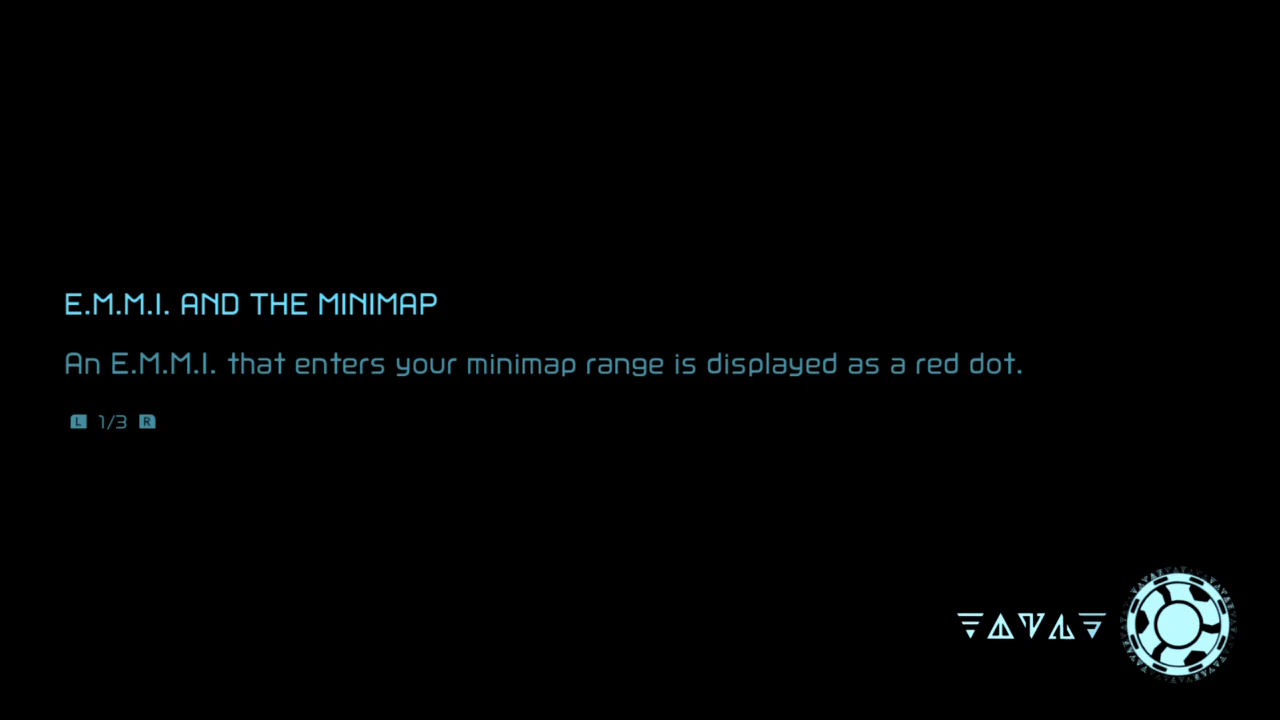 E.M.M.I. AND THE MINIMAP
An E.M.M.I. that enters your minimap range is displayed as a red dot.
L 1/3 R